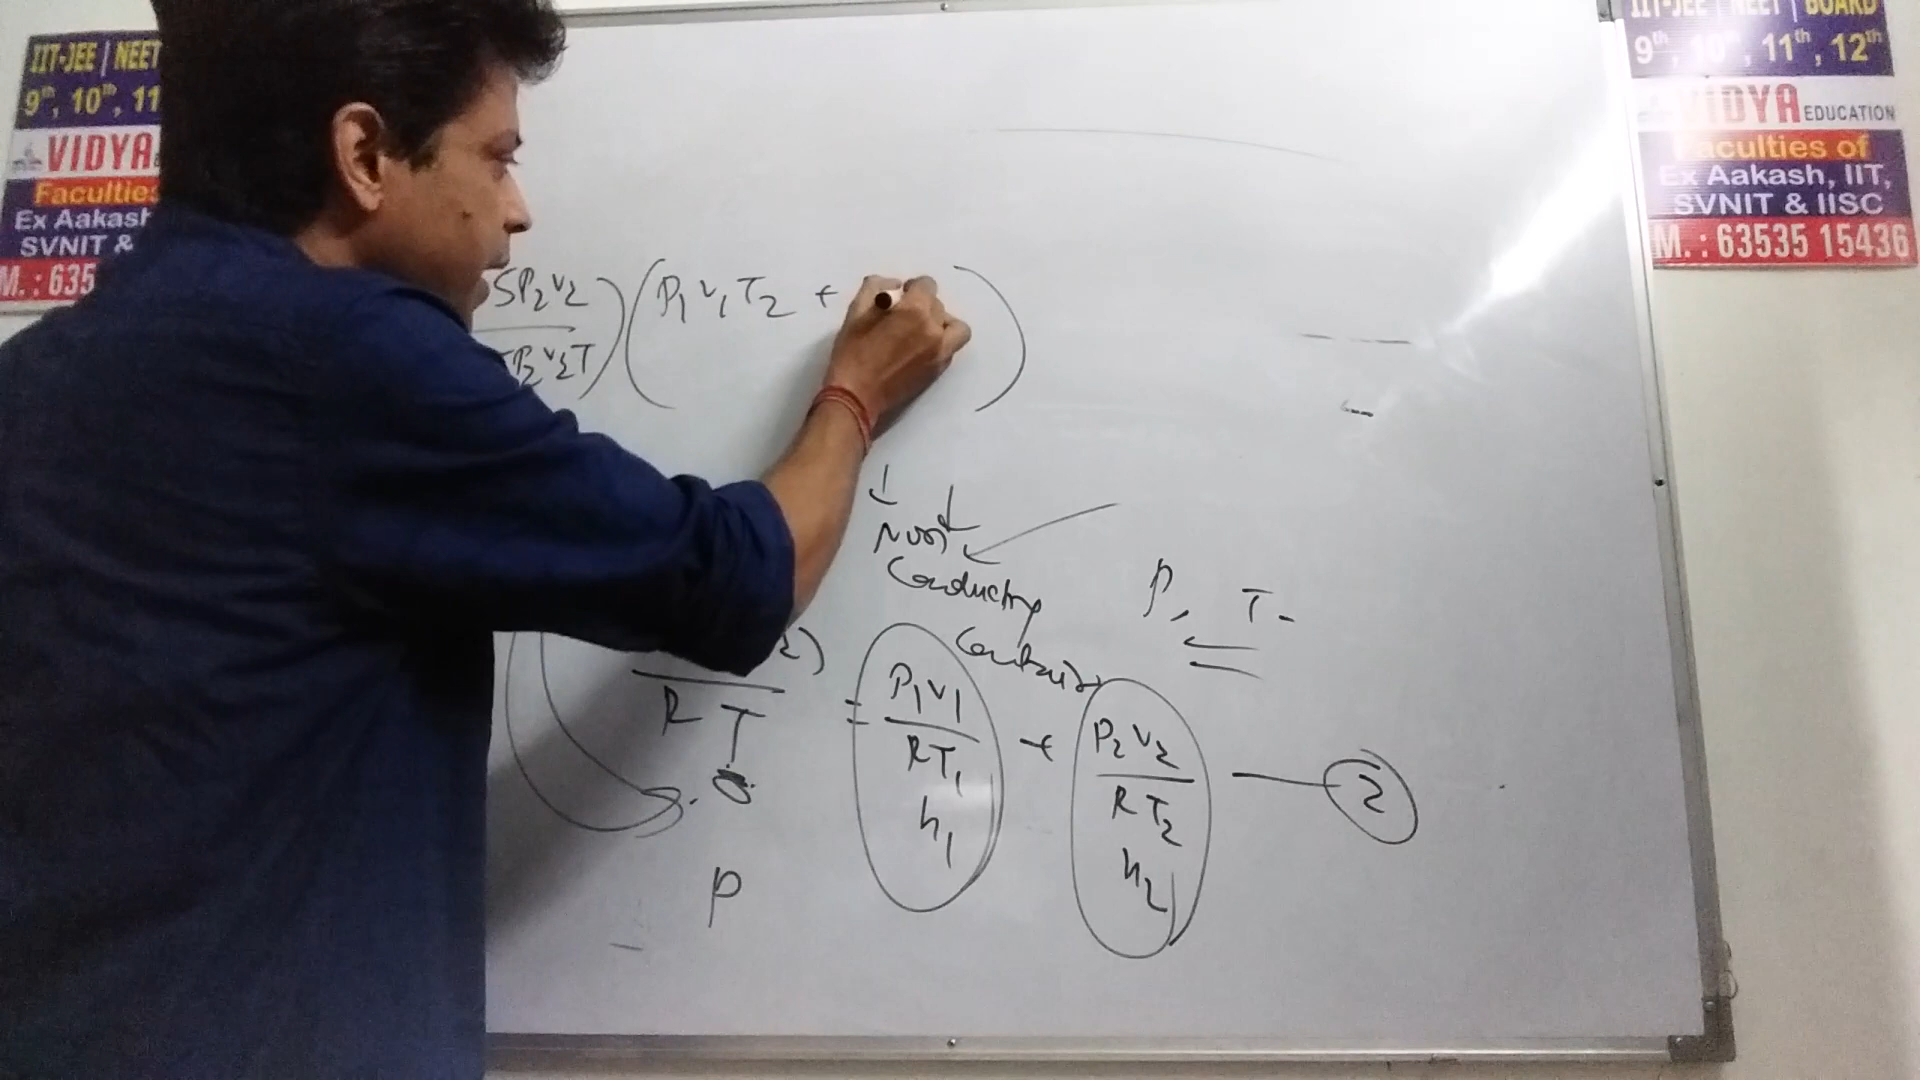 IIT-JEE | NEET
9th, 10th, 11
VIDYA
Faculties
Ex Aakash
SVNIT &
M. : 635
IIT-JEE | NEET | BOARD
9th, 10th, 11th, 12th
VIDYA EDUCATION
Faculties of
Ex Aakash, IIT,
SVNIT & IISC
M. : 63535 15436
5P₂V₂
P₂V₂T
) ( P₁V₁T₂ +        )
Non
Conducting
P, T -
2)
R T
= P₁V₁ / RT₁ + P₂V₂ / RT₂ — 2
n₁
n₂
P